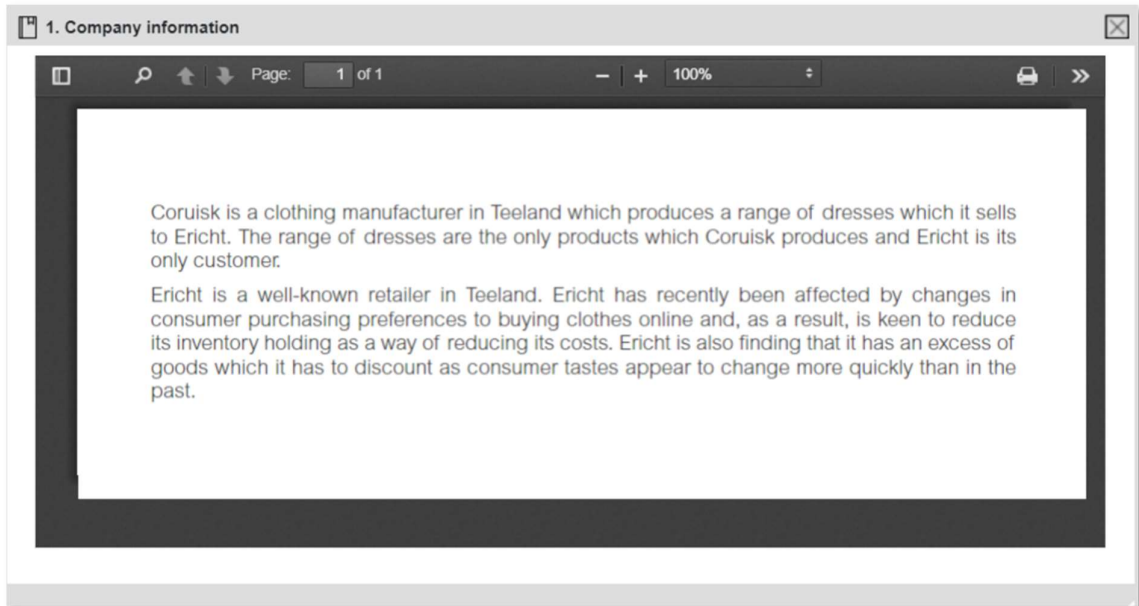 1. Company information
Page: 1 of 1 100%
Coruisk is a clothing manufacturer in Teeland which produces a range of dresses which it sells
to Ericht. The range of dresses are the only products which Coruisk produces and Ericht is its
only customer.
Ericht is a well-known retailer in Teeland. Ericht has recently been affected by changes in
consumer purchasing preferences to buying clothes online and, as a result, is keen to reduce
its inventory holding as a way of reducing its costs. Ericht is also finding that it has an excess of
goods which it has to discount as consumer tastes appear to change more quickly than in the
past.